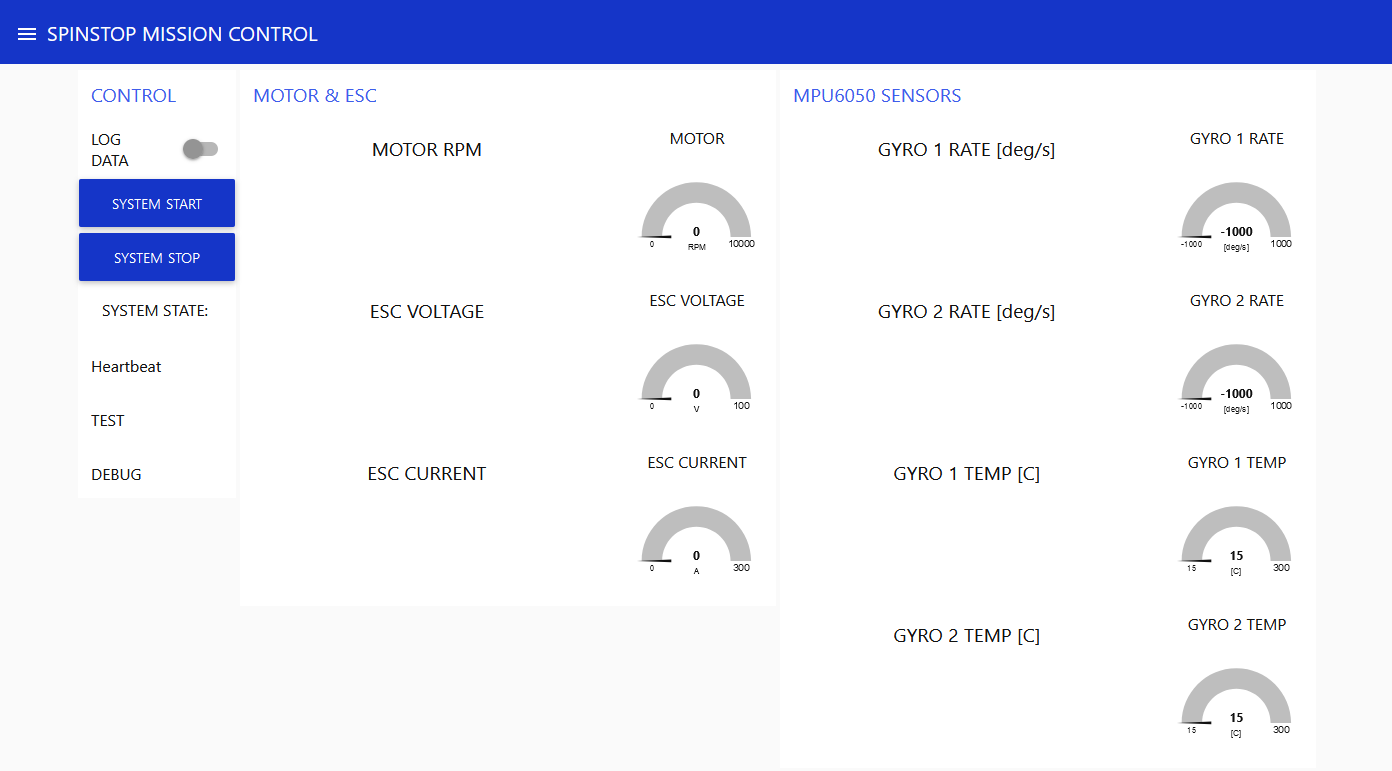 SPINSTOP MISSION CONTROL
CONTROL
LOG
DATA
SYSTEM START
SYSTEM STOP
SYSTEM STATE:
Heartbeat
TEST
DEBUG
MOTOR & ESC
MOTOR RPM
MOTOR
0
0
RPM
10000
ESC VOLTAGE
ESC VOLTAGE
0
0
V
100
ESC CURRENT
ESC CURRENT
0
0
A
300
MPU6050 SENSORS
GYRO 1 RATE [deg/s]
GYRO 1 RATE
-1000
-1000
[deg/s]
1000
GYRO 2 RATE [deg/s]
GYRO 2 RATE
-1000
-1000
[deg/s]
1000
GYRO 1 TEMP [C]
GYRO 1 TEMP
15
15
[C]
300
GYRO 2 TEMP [C]
GYRO 2 TEMP
15
15
[C]
300